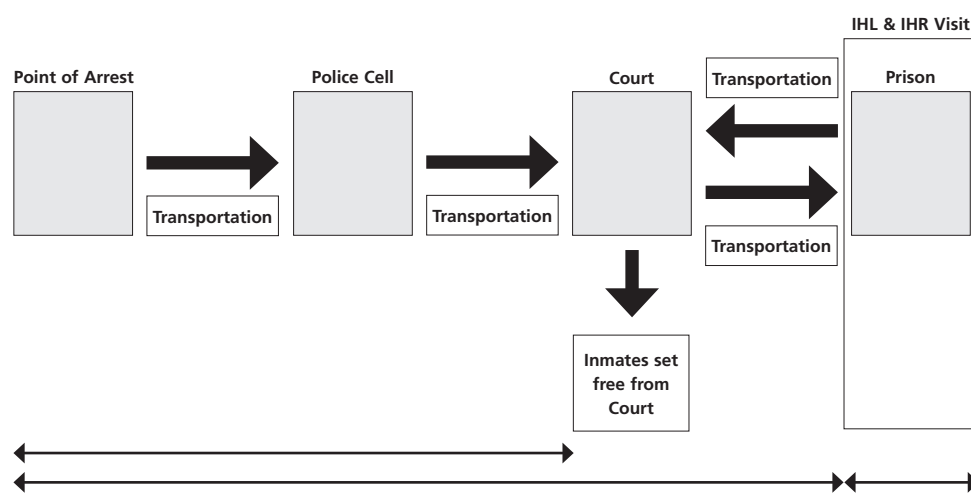 IHL & IHR Visit
Point of Arrest
Police Cell
Court
Transportation
Prison
Transportation
Transportation
Transportation
Inmates set
free from
Court